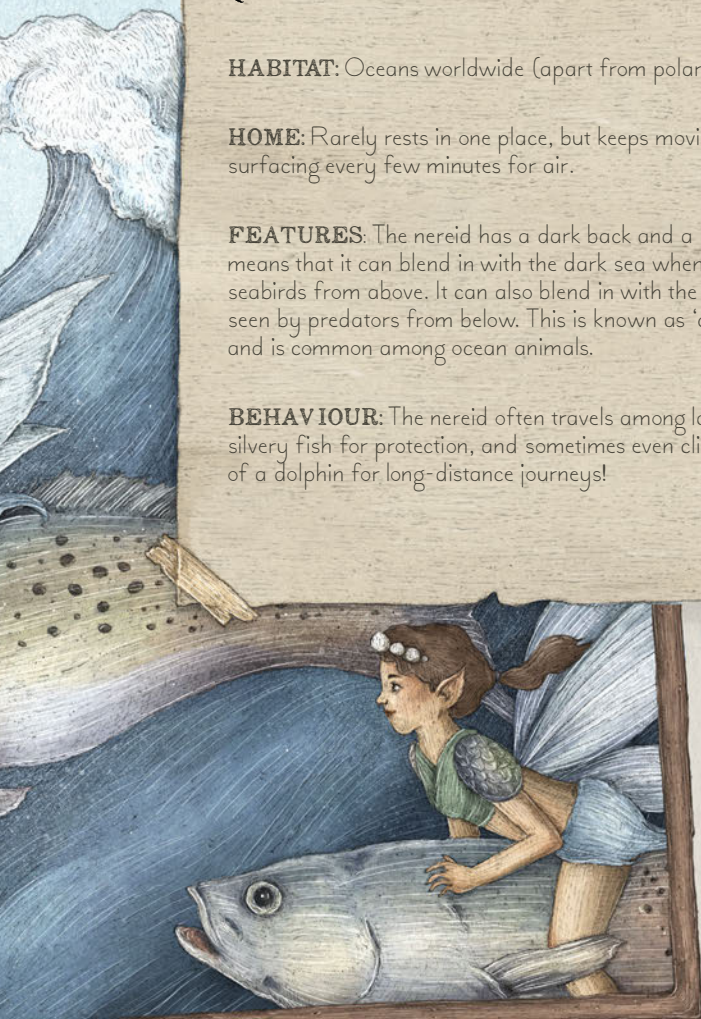 HABITAT: Oceans worldwide (apart from polar
HOME: Rarely rests in one place, but keeps movi
surfacing every few minutes for air.
FEATURES: The nereid has a dark back and a
means that it can blend in with the dark sea when
seabirds from above. It can also blend in with the
seen by predators from below. This is known as ‘
and is common among ocean animals.
BEHAVIOUR: The nereid often travels among la
silvery fish for protection, and sometimes even cli
of a dolphin for long-distance journeys!